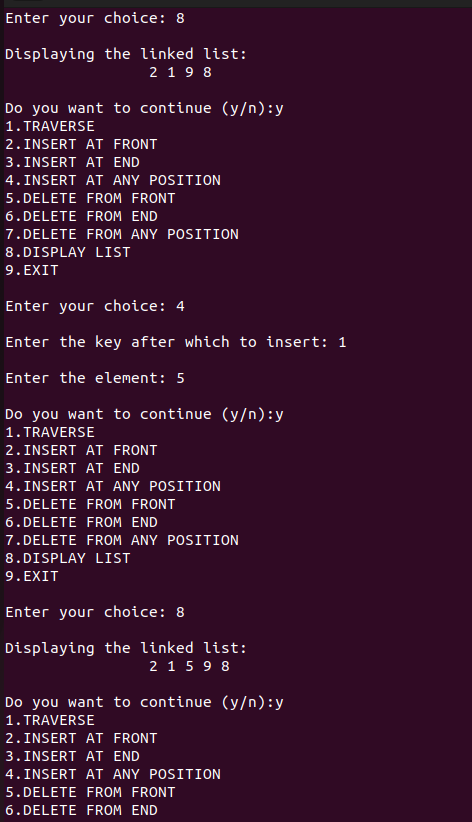 Enter your choice: 8
Displaying the linked list:
2 1 9 8
Do you want to continue (y/n):y
1.TRAVERSE
2.INSERT AT FRONT
3.INSERT AT END
4.INSERT AT ANY POSITION
5.DELETE FROM FRONT
6.DELETE FROM END
7.DELETE FROM ANY POSITION
8.DISPLAY LIST
9.EXIT
Enter your choice: 4
Enter the key after which to insert: 1
Enter the element: 5
Do you want to continue (y/n):y
1.TRAVERSE
2.INSERT AT FRONT
3.INSERT AT END
4.INSERT AT ANY POSITION
5.DELETE FROM FRONT
6.DELETE FROM END
7.DELETE FROM ANY POSITION
8.DISPLAY LIST
9.EXIT
Enter your choice: 8
Displaying the linked list:
2 1 5 9 8
Do you want to continue (y/n):y
1.TRAVERSE
2.INSERT AT FRONT
3.INSERT AT END
4.INSERT AT ANY POSITION
5.DELETE FROM FRONT
6.DELETE FROM END